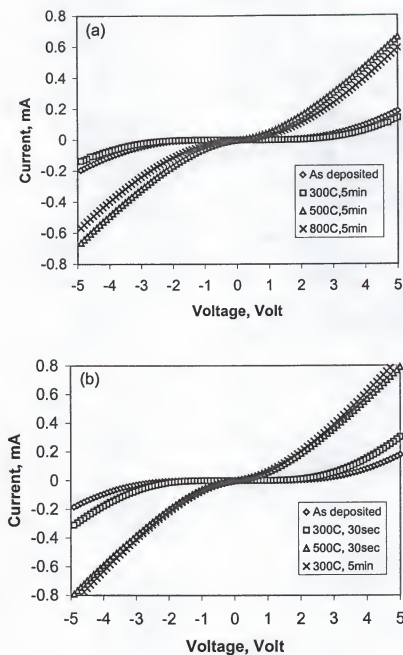 (a)
0.8
0.6
0.4
0.2
0
-0.2
-0.4
-0.6
-0.8
Current, mA
As deposited
300C,5min
500C,5min
800C,5min
-5 -4 -3 -2 -1 0 1 2 3 4 5
Voltage, Volt
(b)
0.8
0.6
0.4
0.2
0
-0.2
-0.4
-0.6
-0.8
Current, mA
As deposited
300C, 30sec
500C, 30sec
300C, 5min
-5 -4 -3 -2 -1 0 1 2 3 4 5
Voltage, Volt